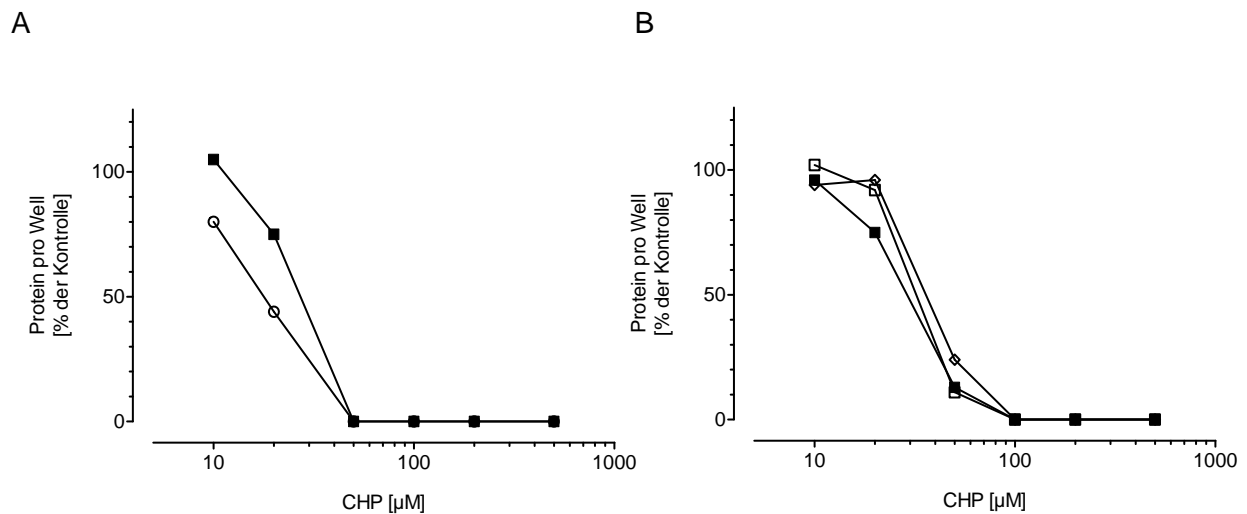 A
B
Protein pro Well
[% der Kontrolle]
100
50
0
10
100
1000
CHP [µM]
Protein pro Well
[% der Kontrolle]
100
50
0
10
100
1000
CHP [µM]